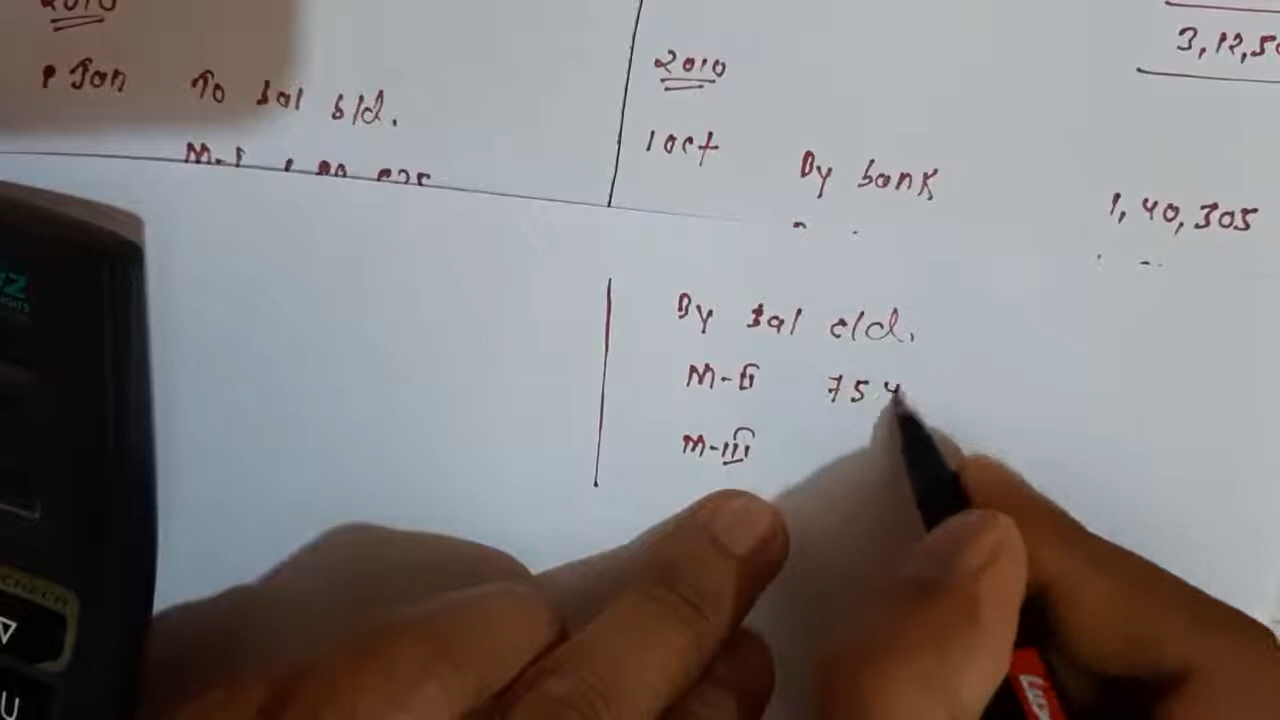 2010
1 Jan To Bal b/d.
3,12,5
2010
1 Oct By bank 1,40,305
By Bal c/d.
M-II 754
M-III